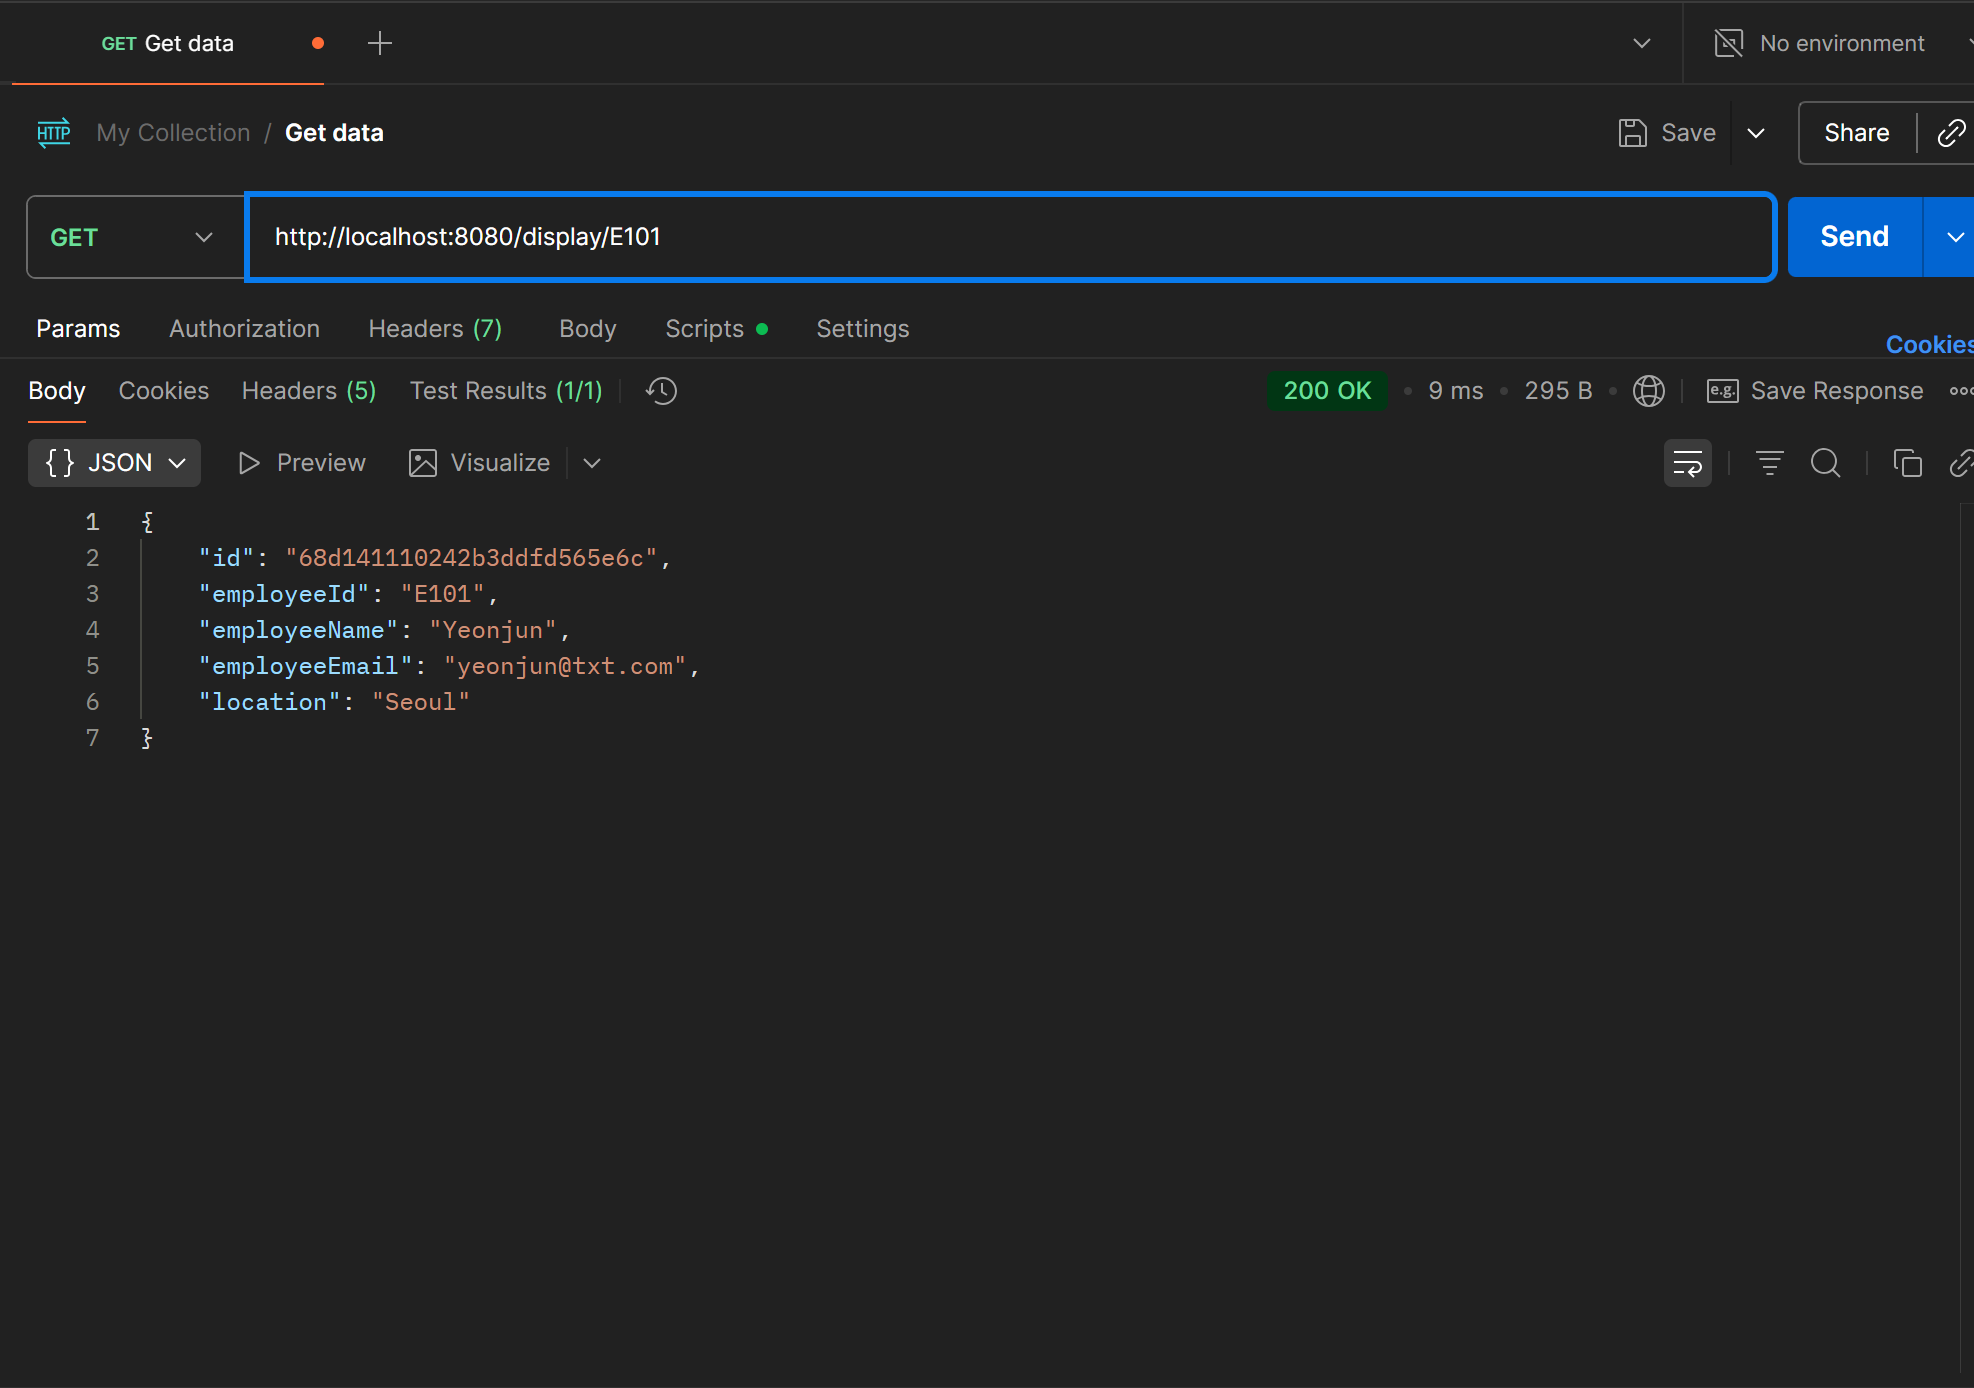 GET Get data
No environment
HTTP My Collection / Get data
Save
Share
GET
http://localhost:8080/display/E101
Send
Params Authorization Headers (7) Body Scripts Settings
Cookies
Body Cookies Headers (5) Test Results (1/1)
200 OK • 9 ms • 295 B •
e.g. Save Response
{ } JSON Preview Visualize
1 {
2 "id": "68d141110242b3ddfd565e6c",
3 "employeeId": "E101",
4 "employeeName": "Yeonjun",
5 "employeeEmail": "yeonjun@txt.com",
6 "location": "Seoul"
7 }